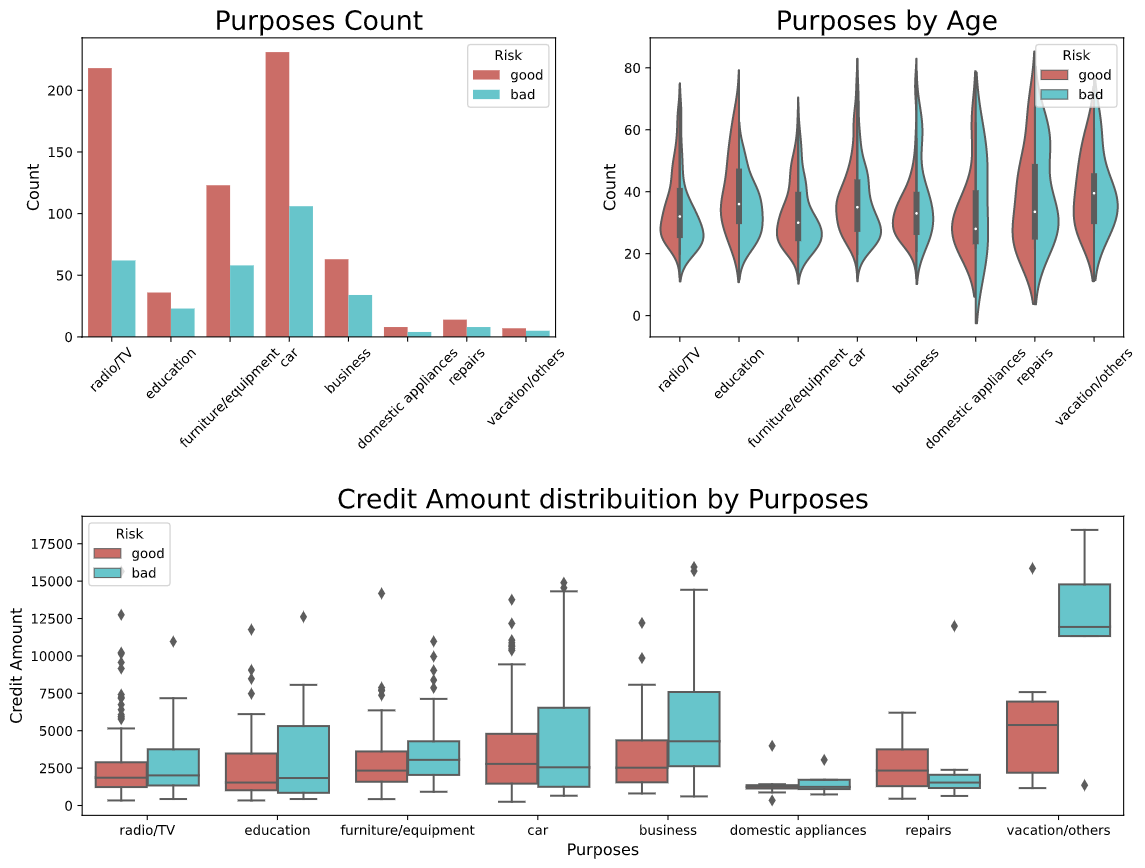 Purposes Count
Count
200
150
100
50
0
Risk
good
bad
radio/TV
education
furniture/equipment
car
business
domestic appliances
repairs
vacation/others
Purposes by Age
Count
80
60
40
20
0
Risk
good
bad
radio/TV
education
furniture/equipment
car
business
domestic appliances
repairs
vacation/others
Credit Amount distribuition by Purposes
Credit Amount
17500
15000
12500
10000
7500
5000
2500
0
Risk
good
bad
radio/TV
education
furniture/equipment
car
business
domestic appliances
repairs
vacation/others
Purposes